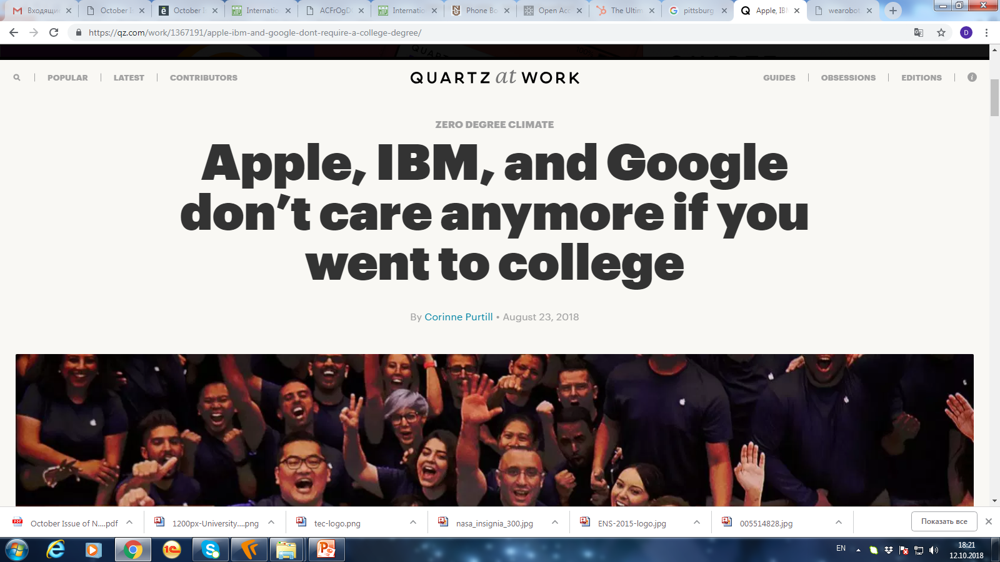 Входящие
October Is
October Is
Internatio
ACFrOgD
Internatio
Phone Bo
Open Acc
The Ultim
pittsburg
Apple, IB
wearobot
https://qz.com/work/1367191/apple-ibm-and-google-dont-require-a-college-degree/
D
POPULAR
LATEST
CONTRIBUTORS
QUARTZ at WORK
GUIDES
OBSESSIONS
EDITIONS
ZERO DEGREE CLIMATE
Apple, IBM, and Google
don’t care anymore if you
went to college
By Corinne Purtill • August 23, 2018
October Issue of N....pdf
1200px-University....png
tec-logo.png
nasa_insignia_300.jpg
ENS-2015-logo.jpg
005514828.jpg
Показать все
EN
18:21
12.10.2018